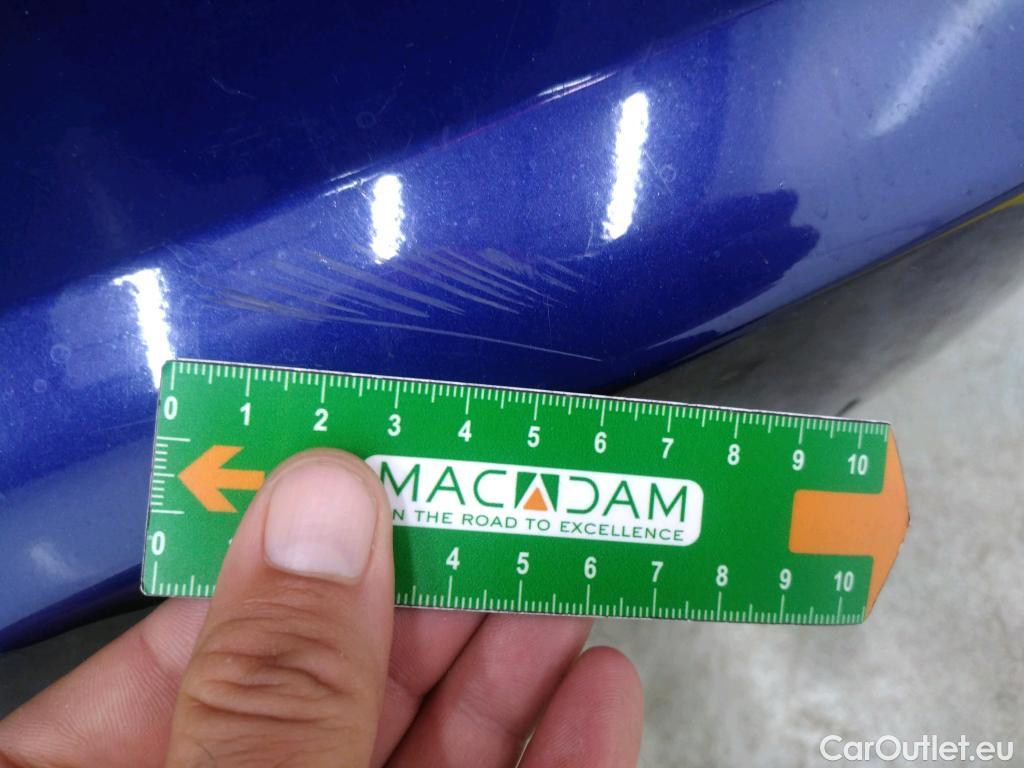 0 1 2 3 4 5 6 7 8 9 10
MACADAM
N THE ROAD TO EXCELLENCE
0 4 5 6 7 8 9 10
CarOutlet.eu